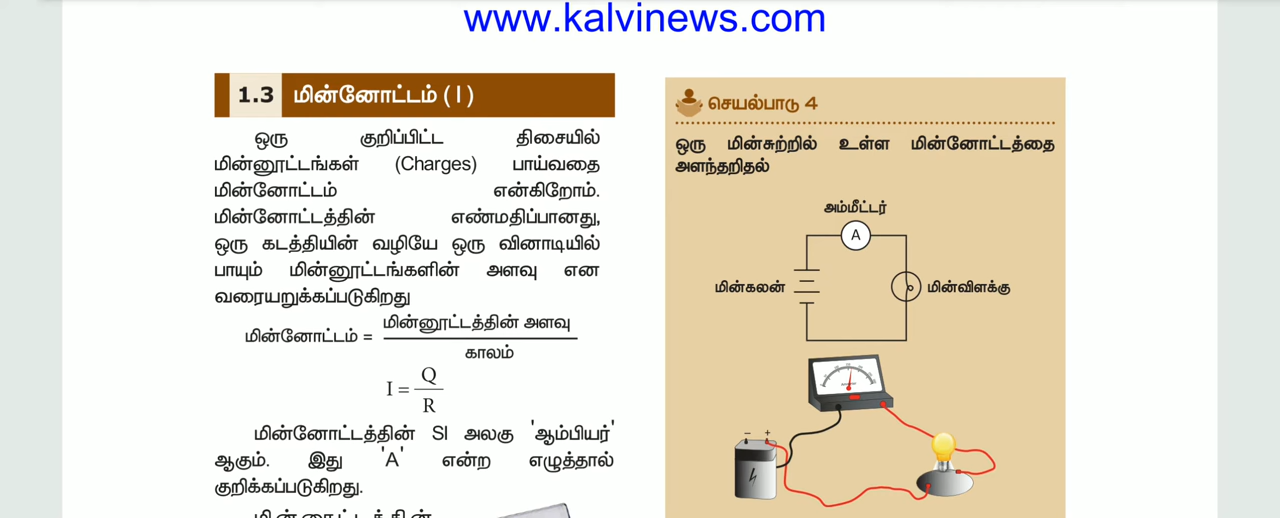 www.kalvinews.com
1.3 மின்னோட்டம் (I)
ஒரு குறிப்பிட்ட திசையில்
மின்னூட்டங்கள் (Charges) பாய்வதை
மின்னோட்டம் என்கிறோம்.
மின்னோட்டத்தின் எண்மதிப்பானது,
ஒரு கடத்தியின் வழியே ஒரு வினாடியில்
பாயும் மின்னூட்டங்களின் அளவு என
வரையறுக்கப்படுகிறது
மின்னோட்டம் = மின்னூட்டத்தின் அளவு
காலம்
I = Q
R
மின்னோட்டத்தின் SI அலகு 'ஆம்பியர்'
ஆகும். இது 'A' என்ற எழுத்தால்
குறிக்கப்படுகிறது.
செயல்பாடு 4
ஒரு மின்சுற்றில் உள்ள மின்னோட்டத்தை
அளந்தறிதல்
அம்மீட்டர்
A
மின்கலன்
மின்விளக்கு
− +